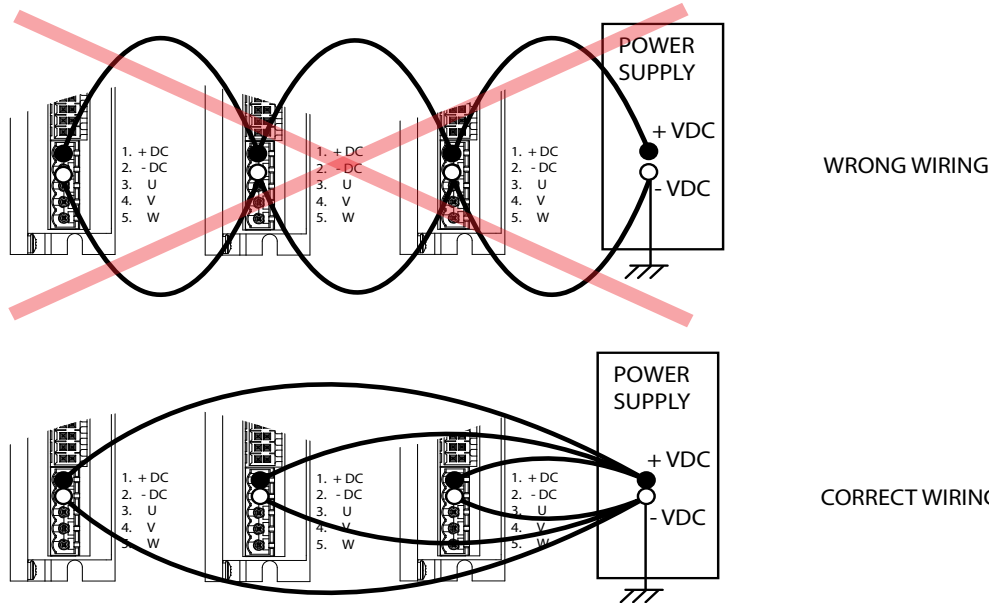 POWER
SUPPLY
+ VDC
- VDC
1. + DC
2. - DC
3. U
4. V
5. W
1. + DC
2. - DC
3. U
4. V
5. W
1. + DC
2. - DC
3. U
4. V
5. W
WRONG WIRING
POWER
SUPPLY
+ VDC
- VDC
1. + DC
2. - DC
3. U
4. V
5. W
1. + DC
2. - DC
3. U
4. V
5. W
1. + DC
2. - DC
3. U
4. V
5. W
CORRECT WIRING